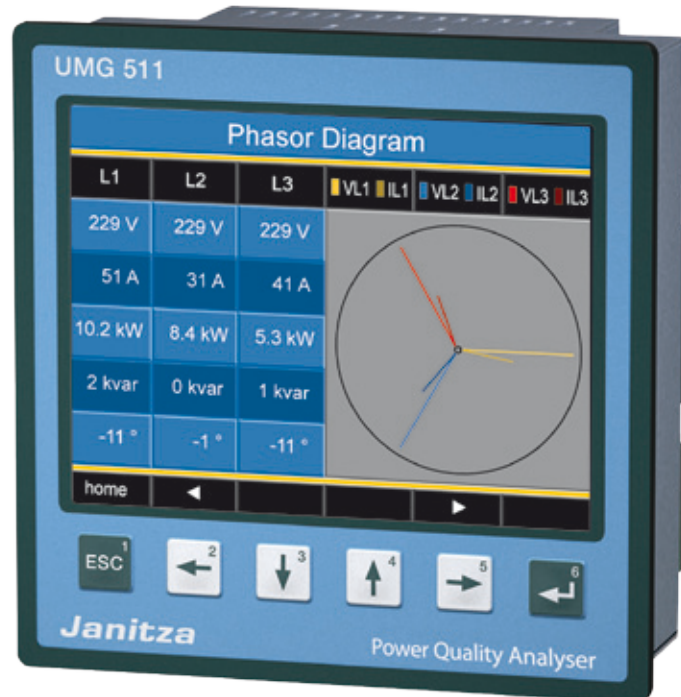 UMG 511
Phasor Diagram
L1 L2 L3 VL1 IL1 VL2 IL2 VL3 IL3
229 V 229 V 229 V
51 A 31 A 41 A
10.2 kW 8.4 kW 5.3 kW
2 kvar 0 kvar 1 kvar
-11 ° -1 ° -11 °
home
ESC 1 2 3 4 5 6
Janitza
Power Quality Analyser